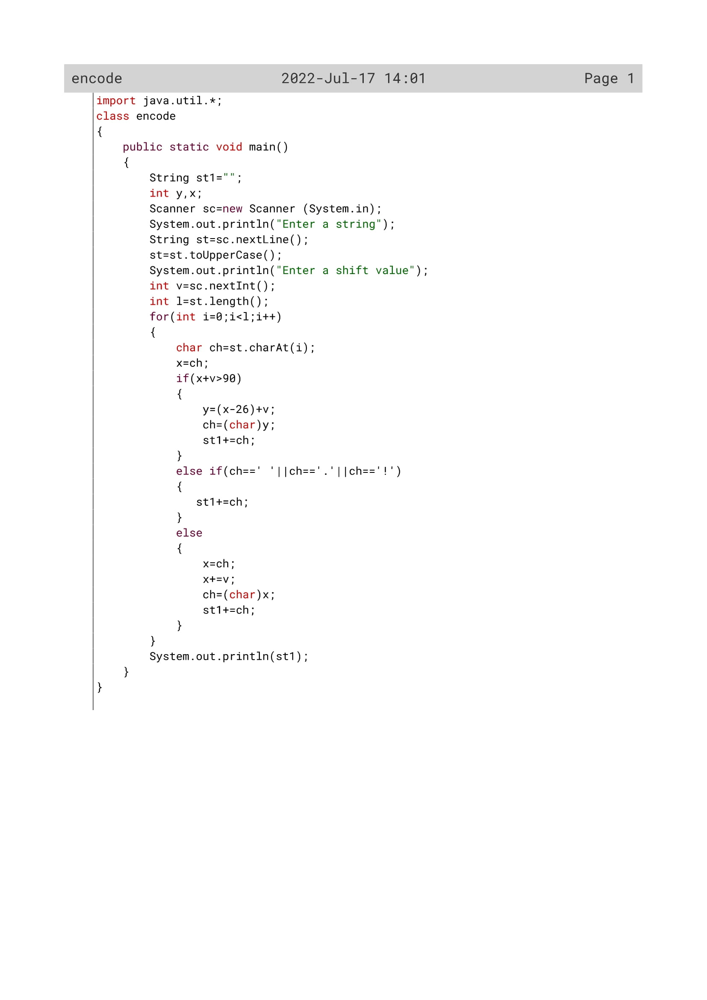 encode 2022-Jul-17 14:01 Page 1
import java.util.*;
class encode
{
    public static void main()
    {
        String st1="";
        int y,x;
        Scanner sc=new Scanner (System.in);
        System.out.println("Enter a string");
        String st=sc.nextLine();
        st=st.toUpperCase();
        System.out.println("Enter a shift value");
        int v=sc.nextInt();
        int l=st.length();
        for(int i=0;i<l;i++)
        {
            char ch=st.charAt(i);
            x=ch;
            if(x+v>90)
            {
                y=(x-26)+v;
                ch=(char)y;
                st1+=ch;
            }
            else if(ch==' '||ch=='.'||ch=='!')
            {
               st1+=ch;
            }
            else
            {
                x=ch;
                x+=v;
                ch=(char)x;
                st1+=ch;
            }
        }
        System.out.println(st1);
    }
}